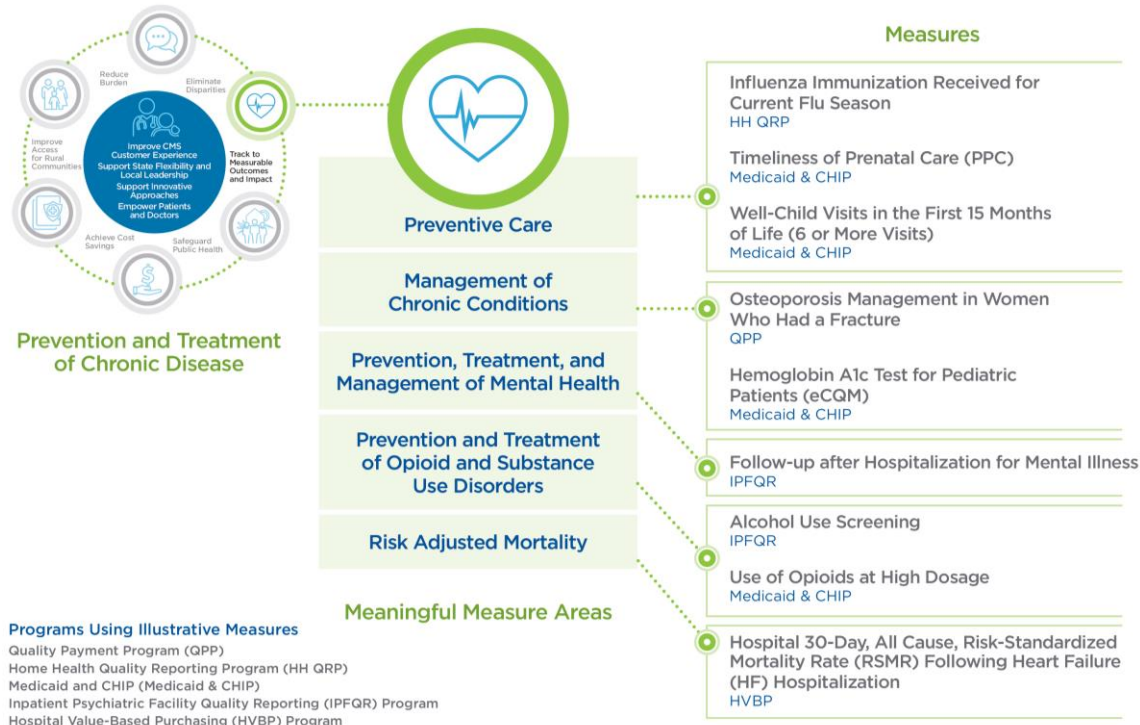 Reduce
Burden
Eliminate
Disparities
Improve
Access
for Rural
Communities
Improve CMS
Customer Experience
Support State Flexibility and
Local Leadership
Support Innovative
Approaches
Empower Patients
and Doctors
Track to
Measurable
Outcomes
and Impact
Achieve Cost
Savings
Safeguard
Public Health
$
Prevention and Treatment
of Chronic Disease
Preventive Care
Management of
Chronic Conditions
Prevention, Treatment, and
Management of Mental Health
Prevention and Treatment
of Opioid and Substance
Use Disorders
Risk Adjusted Mortality
Meaningful Measure Areas
Measures
Influenza Immunization Received for
Current Flu Season
HH QRP
Timeliness of Prenatal Care (PPC)
Medicaid & CHIP
Well-Child Visits in the First 15 Months
of Life (6 or More Visits)
Medicaid & CHIP
Osteoporosis Management in Women
Who Had a Fracture
QPP
Hemoglobin A1c Test for Pediatric
Patients (eCQM)
Medicaid & CHIP
Follow-up after Hospitalization for Mental Illness
IPFQR
Alcohol Use Screening
IPFQR
Use of Opioids at High Dosage
Medicaid & CHIP
Hospital 30-Day, All Cause, Risk-Standardized
Mortality Rate (RSMR) Following Heart Failure
(HF) Hospitalization
HVBP
Programs Using Illustrative Measures
Quality Payment Program (QPP)
Home Health Quality Reporting Program (HH QRP)
Medicaid and CHIP (Medicaid & CHIP)
Inpatient Psychiatric Facility Quality Reporting (IPFQR) Program
Hospital Value-Based Purchasing (HVBP) Program